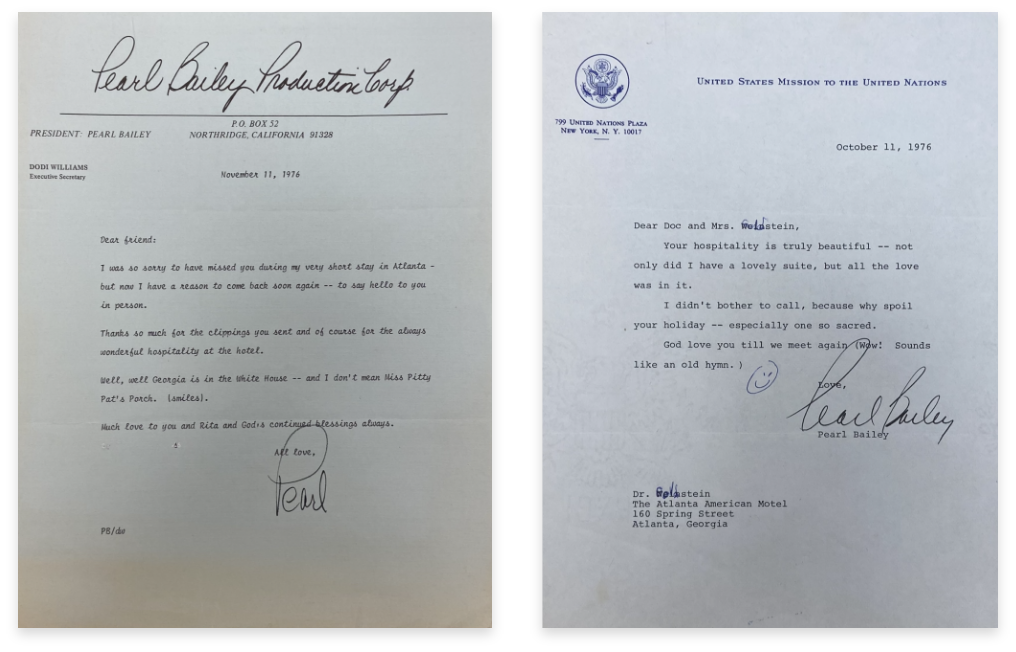 Pearl Bailey Production Corp.
P.O. BOX 52
PRESIDENT: PEARL BAILEY
NORTHRIDGE, CALIFORNIA 91328
DODI WILLIAMS
Executive Secretary
November 11, 1976
Dear friend:
I was so sorry to have missed you during my very short stay in Atlanta -
but now I have a reason to come back soon again -- to say hello to you
in person.
Thanks so much for the clippings you sent and of course for the always
wonderful hospitality at the hotel.
Well, well Georgia is in the White House -- and I don't mean Miss Pitty
Pat's Porch. (smiles).
Much love to you and Rita and God's continued blessings always.
All love,
Pearl
PB/dw
UNITED STATES MISSION TO THE UNITED NATIONS
799 UNITED NATIONS PLAZA
NEW YORK, N. Y. 10017
October 11, 1976
Dear Doc and Mrs. Goldstein,
Your hospitality is truly beautiful -- not
only did I have a lovely suite, but all the love
was in it.
I didn't bother to call, because why spoil
your holiday -- especially one so sacred.
God love you till we meet again (Wow! Sounds
like an old hymn.)
Love,
Pearl Bailey
Pearl Bailey
Dr. Goldstein
The Atlanta American Motel
160 Spring Street
Atlanta, Georgia